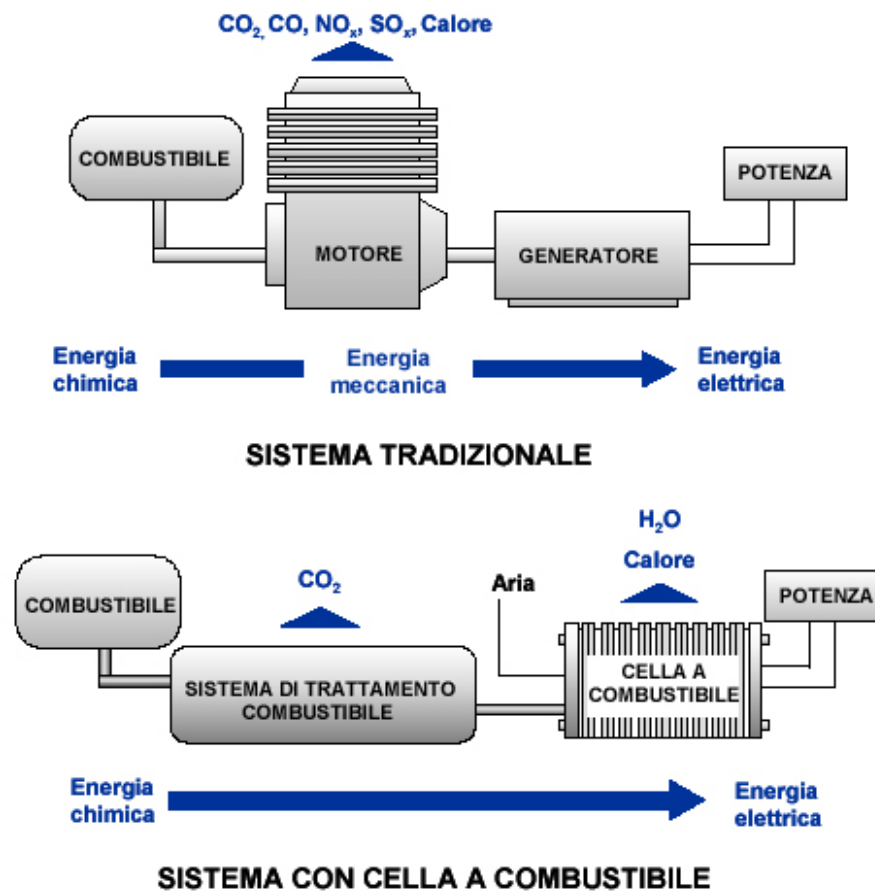 CO₂, CO, NOₓ, SOₓ, Calore
COMBUSTIBILE
POTENZA
MOTORE
GENERATORE
Energia
chimica
Energia
meccanica
Energia
elettrica
SISTEMA TRADIZIONALE
H₂O
Calore
CO₂
Aria
COMBUSTIBILE
POTENZA
CELLA A
COMBUSTIBILE
SISTEMA DI TRATTAMENTO
COMBUSTIBILE
Energia
chimica
Energia
elettrica
SISTEMA CON CELLA A COMBUSTIBILE